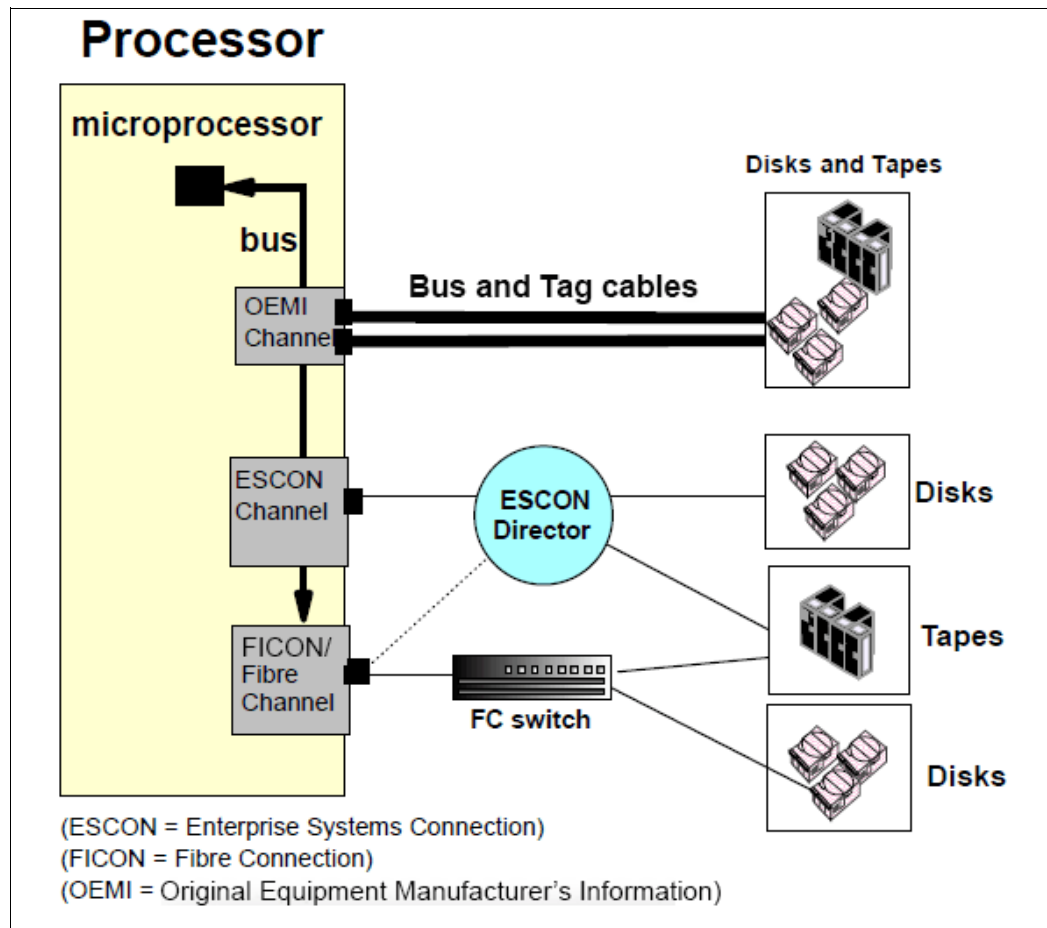 Processor
microprocessor
bus
OEMI
Channel
Bus and Tag cables
Disks and Tapes
ESCON
Channel
ESCON
Director
Disks
Tapes
FICON/
Fibre
Channel
FC switch
Disks
(ESCON = Enterprise Systems Connection)
(FICON = Fibre Connection)
(OEMI = Original Equipment Manufacturer's Information)